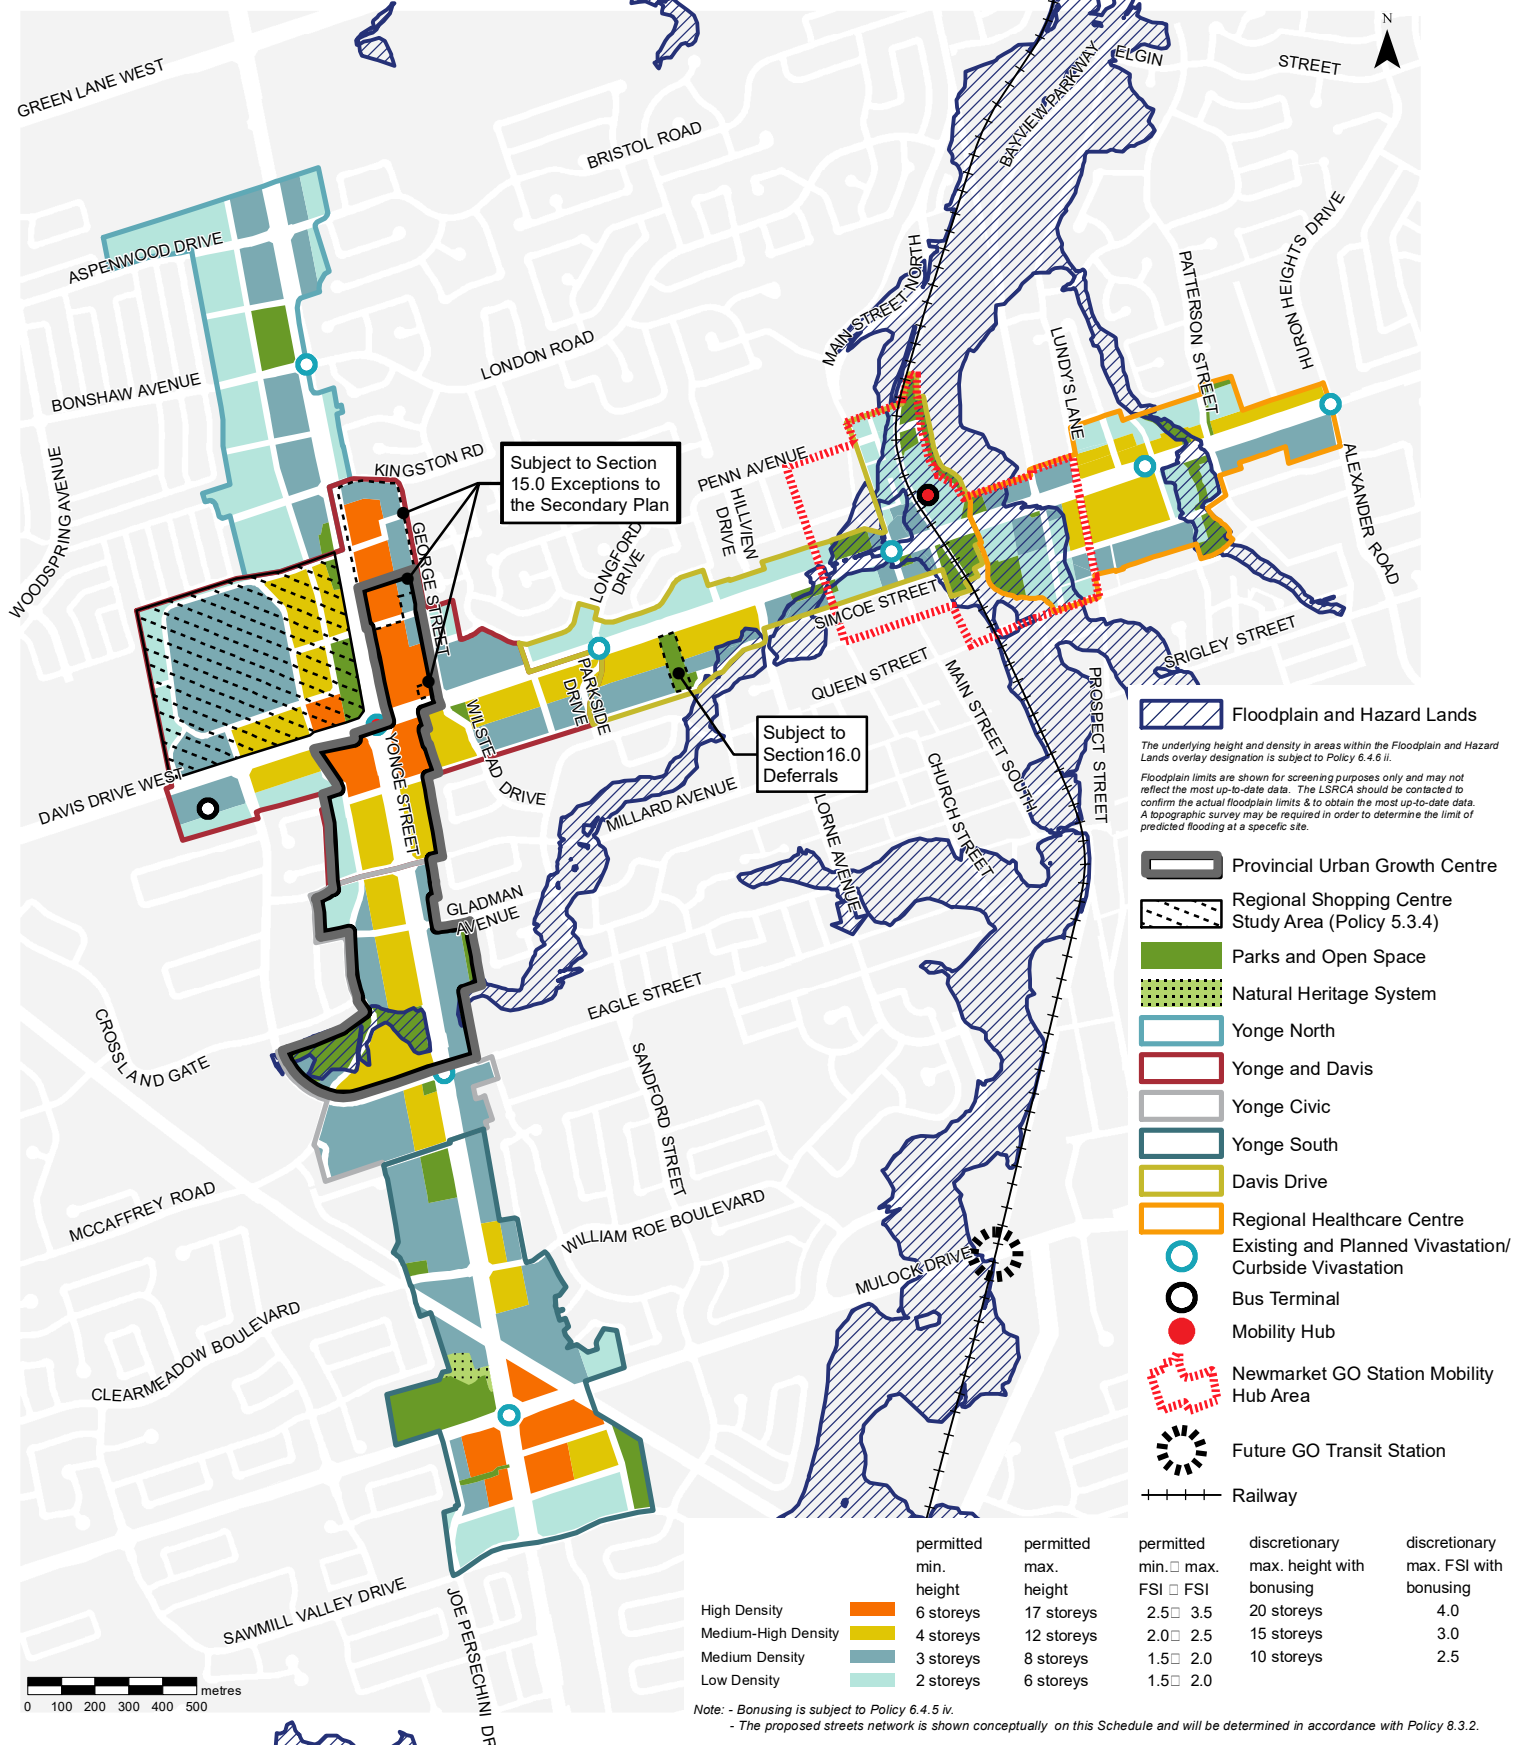 N
ELGIN
STREET
GREEN LANE WEST
BAYVIEW PARKWAY
BRISTOL ROAD
HURON HEIGHTS DRIVE
ASPENWOOD DRIVE
MAIN STREET NORTH
PATTERSON STREET
LONDON ROAD
LUNDY'S LANE
BONSHAW AVENUE
WOODSPRING AVENUE
KINGSTON RD
Subject to Section
15.0 Exceptions to
the Secondary Plan
PENN AVENUE
HILLVIEW
DRIVE
ALEXANDER ROAD
GEORGE STREET
LONGFORD
DRIVE
SIMCOE STREET
SRIGLEY STREET
QUEEN STREET
PARKSIDE
DRIVE
MAIN STREET SOUTH
PROSPECT STREET
WILSTEAD DRIVE
Subject to
Section16.0
Deferrals
DAVIS DRIVE WEST
YONGE STREET
MILLARD AVENUE
LORNE AVENUE
CHURCH STREET
GLADMAN
AVENUE
EAGLE STREET
CROSSLAND GATE
SANDFORD STREET
MCCAFFREY ROAD
WILLIAM ROE BOULEVARD
MULOCK DRIVE
CLEARMEADOW BOULEVARD
SAWMILL VALLEY DRIVE
JOE PERSECHINI DR
Floodplain and Hazard Lands
The underlying height and density in areas within the Floodplain and Hazard
Lands overlay designation is subject to Policy 6.4.6 ii.
Floodplain limits are shown for screening purposes only and may not
reflect the most up-to-date data. The LSRCA should be contacted to
confirm the actual floodplain limits & to obtain the most up-to-date data.
A topographic survey may be required in order to determine the limit of
predicted flooding at a specefic site.
Provincial Urban Growth Centre
Regional Shopping Centre
Study Area (Policy 5.3.4)
Parks and Open Space
Natural Heritage System
Yonge North
Yonge and Davis
Yonge Civic
Yonge South
Davis Drive
Regional Healthcare Centre
Existing and Planned Vivastation/
Curbside Vivastation
Bus Terminal
Mobility Hub
Newmarket GO Station Mobility
Hub Area
Future GO Transit Station
Railway
permitted permitted permitted discretionary discretionary
min. max. min.□ max. max. height with max. FSI with
height height FSI □ FSI bonusing bonusing
High Density 6 storeys 17 storeys 2.5□ 3.5 20 storeys 4.0
Medium-High Density 4 storeys 12 storeys 2.0□ 2.5 15 storeys 3.0
Medium Density 3 storeys 8 storeys 1.5□ 2.0 10 storeys 2.5
Low Density 2 storeys 6 storeys 1.5□ 2.0
metres
0 100 200 300 400 500
Note: - Bonusing is subject to Policy 6.4.5 iv.
- The proposed streets network is shown conceptually on this Schedule and will be determined in accordance with Policy 8.3.2.